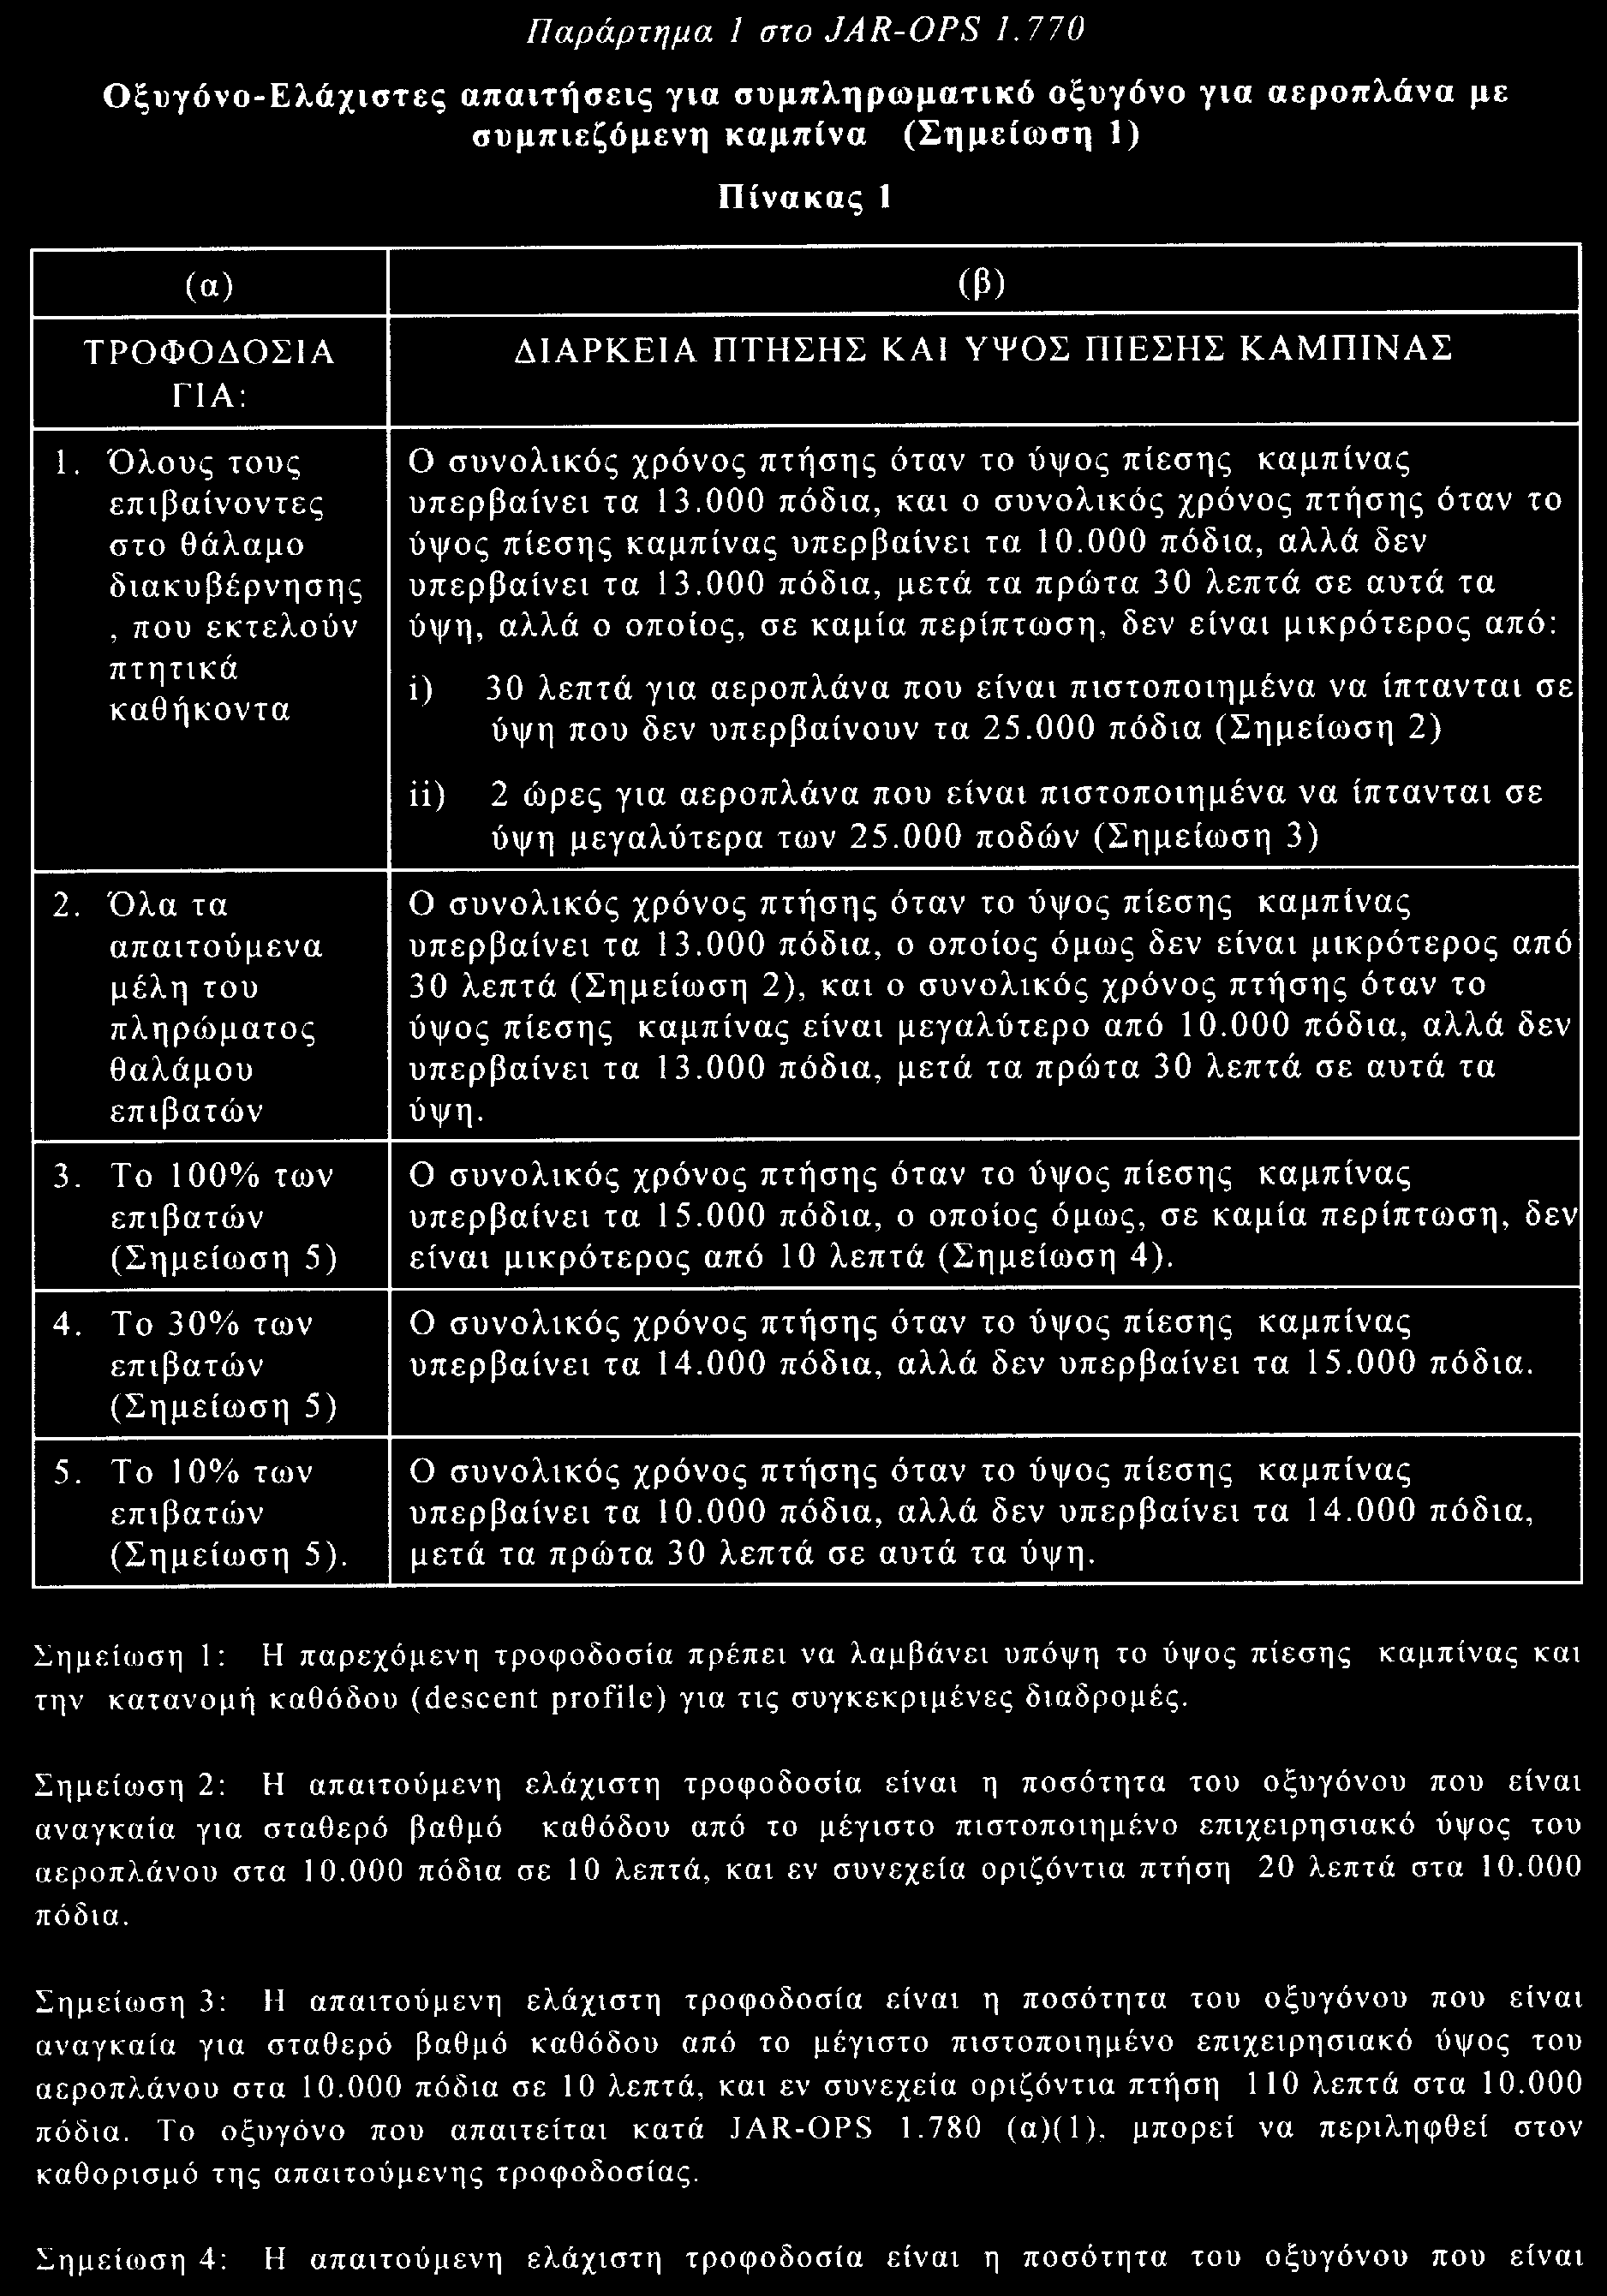 Παράρτημα 1 στο JAR-OPS 1.770
Οξυγόνο-Ελάχιστες απαιτήσεις για συμπληρωματικό οξυγόνο για αεροπλάνα με
συμπιεζόμενη καμπίνα (Σημείωση 1)
Πίνακας 1
(α)
(β)
ΤΡΟΦΟΔΟΣΙΑ
ΓΙΑ:
ΔΙΑΡΚΕΙΑ ΠΤΗΣΗΣ ΚΑΙ ΥΨΟΣ ΠΙΕΣΗΣ ΚΑΜΠΙΝΑΣ
1. Όλους τους
επιβαίνοντες
στο θάλαμο
διακυβέρνησης
, που εκτελούν
πτητικά
καθήκοντα
Ο συνολικός χρόνος πτήσης όταν το ύψος πίεσης καμπίνας
υπερβαίνει τα 13.000 πόδια, και ο συνολικός χρόνος πτήσης όταν το
ύψος πίεσης καμπίνας υπερβαίνει τα 10.000 πόδια, αλλά δεν
υπερβαίνει τα 13.000 πόδια, μετά τα πρώτα 30 λεπτά σε αυτά τα
ύψη, αλλά ο οποίος, σε καμία περίπτωση, δεν είναι μικρότερος από:
i) 30 λεπτά για αεροπλάνα που είναι πιστοποιημένα να ίπτανται σε
ύψη που δεν υπερβαίνουν τα 25.000 πόδια (Σημείωση 2)
ii) 2 ώρες για αεροπλάνα που είναι πιστοποιημένα να ίπτανται σε
ύψη μεγαλύτερα των 25.000 ποδών (Σημείωση 3)
2. Όλα τα
απαιτούμενα
μέλη του
πληρώματος
θαλάμου
επιβατών
Ο συνολικός χρόνος πτήσης όταν το ύψος πίεσης καμπίνας
υπερβαίνει τα 13.000 πόδια, ο οποίος όμως δεν είναι μικρότερος από
30 λεπτά (Σημείωση 2), και ο συνολικός χρόνος πτήσης όταν το
ύψος πίεσης καμπίνας είναι μεγαλύτερο από 10.000 πόδια, αλλά δεν
υπερβαίνει τα 13.000 πόδια, μετά τα πρώτα 30 λεπτά σε αυτά τα
ύψη.
3. Το 100% των
επιβατών
(Σημείωση 5)
Ο συνολικός χρόνος πτήσης όταν το ύψος πίεσης καμπίνας
υπερβαίνει τα 15.000 πόδια, ο οποίος όμως, σε καμία περίπτωση, δεν
είναι μικρότερος από 10 λεπτά (Σημείωση 4).
4. Το 30% των
επιβατών
(Σημείωση 5)
Ο συνολικός χρόνος πτήσης όταν το ύψος πίεσης καμπίνας
υπερβαίνει τα 14.000 πόδια, αλλά δεν υπερβαίνει τα 15.000 πόδια.
5. Το 10% των
επιβατών
(Σημείωση 5).
Ο συνολικός χρόνος πτήσης όταν το ύψος πίεσης καμπίνας
υπερβαίνει τα 10.000 πόδια, αλλά δεν υπερβαίνει τα 14.000 πόδια,
μετά τα πρώτα 30 λεπτά σε αυτά τα ύψη.
Σημείωση 1: Η παρεχόμενη τροφοδοσία πρέπει να λαμβάνει υπόψη το ύψος πίεσης καμπίνας και
την κατανομή καθόδου (descent profile) για τις συγκεκριμένες διαδρομές.
Σημείωση 2: Η απαιτούμενη ελάχιστη τροφοδοσία είναι η ποσότητα του οξυγόνου που είναι
αναγκαία για σταθερό βαθμό καθόδου από το μέγιστο πιστοποιημένο επιχειρησιακό ύψος του
αεροπλάνου στα 10.000 πόδια σε 10 λεπτά, και εν συνεχεία οριζόντια πτήση 20 λεπτά στα 10.000
πόδια.
Σημείωση 3: Η απαιτούμενη ελάχιστη τροφοδοσία είναι η ποσότητα του οξυγόνου που είναι
αναγκαία για σταθερό βαθμό καθόδου από το μέγιστο πιστοποιημένο επιχειρησιακό ύψος του
αεροπλάνου στα 10.000 πόδια σε 10 λεπτά, και εν συνεχεία οριζόντια πτήση 110 λεπτά στα 10.000
πόδια. Το οξυγόνο που απαιτείται κατά JAR-OPS 1.780 (α)(1), μπορεί να περιληφθεί στον
καθορισμό της απαιτούμενης τροφοδοσίας.
Σημείωση 4: Η απαιτούμενη ελάχιστη τροφοδοσία είναι η ποσότητα του οξυγόνου που είναι